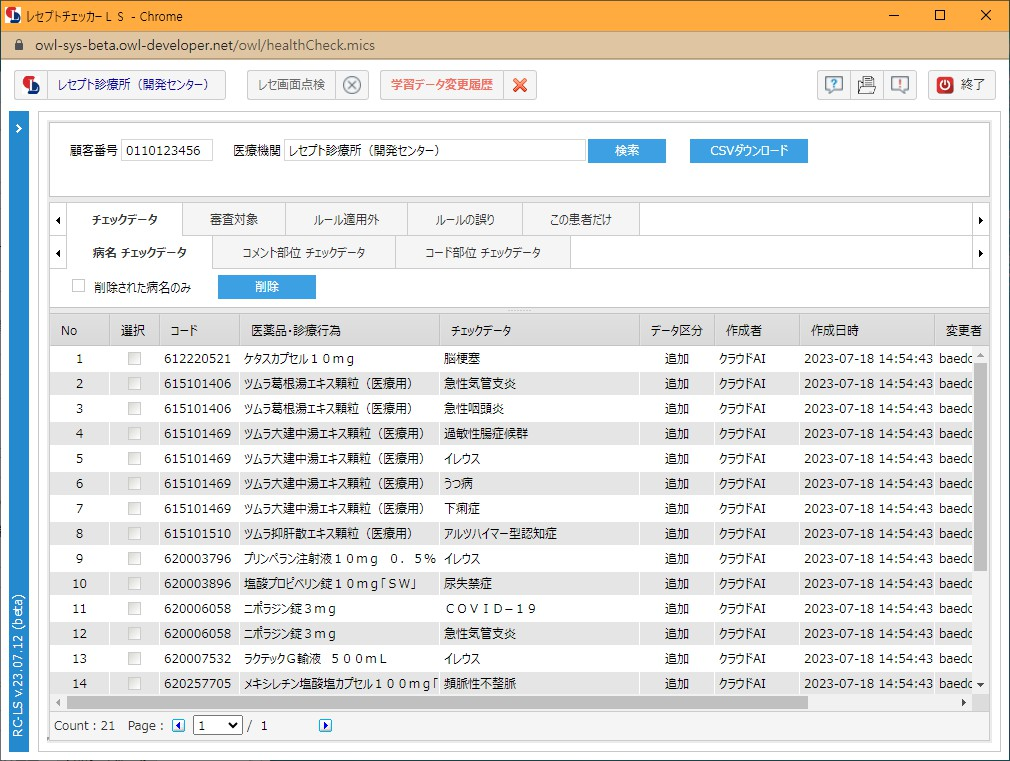 レセプトチェッカーＬＳ - Chrome
owl-sys-beta.owl-developer.net/owl/healthCheck.mics
レセプト診療所（開発センター） レセ画面点検 学習データ変更履歴 終了
顧客番号 0110123456 医療機関 レセプト診療所（開発センター） 検索 CSVダウンロード
チェックデータ 審査対象 ルール適用外 ルールの誤り この患者だけ
病名 チェックデータ コメント部位 チェックデータ コード部位 チェックデータ
削除された病名のみ 削除
No 選択 コード 医薬品・診療行為 チェックデータ データ区分 作成者 作成日時 変更者
1 612220521 ケタスカプセル１０ｍｇ 脳梗塞 追加 クラウドAI 2023-07-18 14:54:43 baedc
2 615101406 ツムラ葛根湯エキス顆粒（医療用） 急性気管支炎 追加 クラウドAI 2023-07-18 14:54:43 baedc
3 615101406 ツムラ葛根湯エキス顆粒（医療用） 急性咽頭炎 追加 クラウドAI 2023-07-18 14:54:43 baedc
4 615101469 ツムラ大建中湯エキス顆粒（医療用） 過敏性腸症候群 追加 クラウドAI 2023-07-18 14:54:43 baedc
5 615101469 ツムラ大建中湯エキス顆粒（医療用） イレウス 追加 クラウドAI 2023-07-18 14:54:43 baedc
6 615101469 ツムラ大建中湯エキス顆粒（医療用） うつ病 追加 クラウドAI 2023-07-18 14:54:43 baedc
7 615101469 ツムラ大建中湯エキス顆粒（医療用） 下痢症 追加 クラウドAI 2023-07-18 14:54:43 baedc
8 615101510 ツムラ抑肝散エキス顆粒（医療用） アルツハイマー型認知症 追加 クラウドAI 2023-07-18 14:54:43 baedc
9 620003796 プリンペラン注射液１０ｍｇ　０．５％ イレウス 追加 クラウドAI 2023-07-18 14:54:43 baedc
10 620003896 塩酸プロピベリン錠１０ｍｇ「ＳＷ」 尿失禁症 追加 クラウドAI 2023-07-18 14:54:43 baedc
11 620006058 ニポラジン錠３ｍｇ ＣＯＶＩＤ－１９ 追加 クラウドAI 2023-07-18 14:54:43 baedc
12 620006058 ニポラジン錠３ｍｇ 急性気管支炎 追加 クラウドAI 2023-07-18 14:54:43 baedc
13 620007532 ラクテックＧ輸液　５００ｍＬ イレウス 追加 クラウドAI 2023-07-18 14:54:43 baedc
14 620257705 メキシレチン塩酸塩カプセル１００ｍｇ「 頻脈性不整脈 追加 クラウドAI 2023-07-18 14:54:43 baedc
Count : 21 Page : 1 / 1
RC-LS v.23.07.12 (beta)